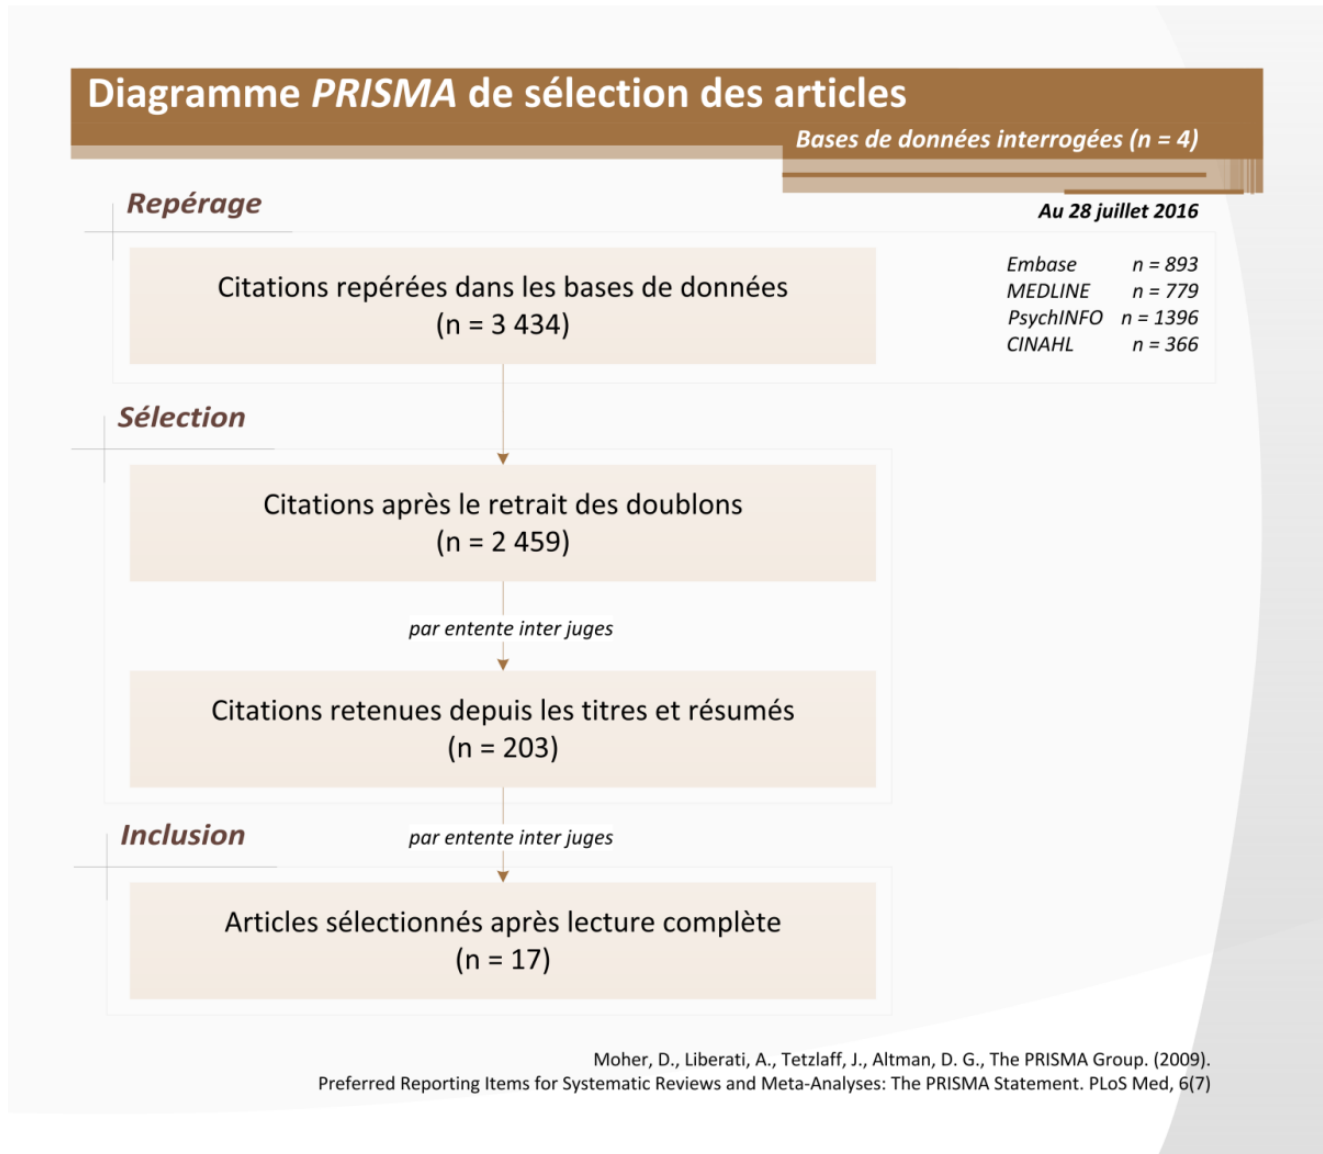 Diagramme PRISMA de sélection des articles
Bases de données interrogées (n = 4)
Repérage
Au 28 juillet 2016
Citations repérées dans les bases de données
(n = 3 434)
Embase n = 893
MEDLINE n = 779
PsychINFO n = 1396
CINAHL n = 366
Sélection
Citations après le retrait des doublons
(n = 2 459)
par entente inter juges
Citations retenues depuis les titres et résumés
(n = 203)
Inclusion
par entente inter juges
Articles sélectionnés après lecture complète
(n = 17)
Moher, D., Liberati, A., Tetzlaff, J., Altman, D. G., The PRISMA Group. (2009).
Preferred Reporting Items for Systematic Reviews and Meta-Analyses: The PRISMA Statement. PLoS Med, 6(7)